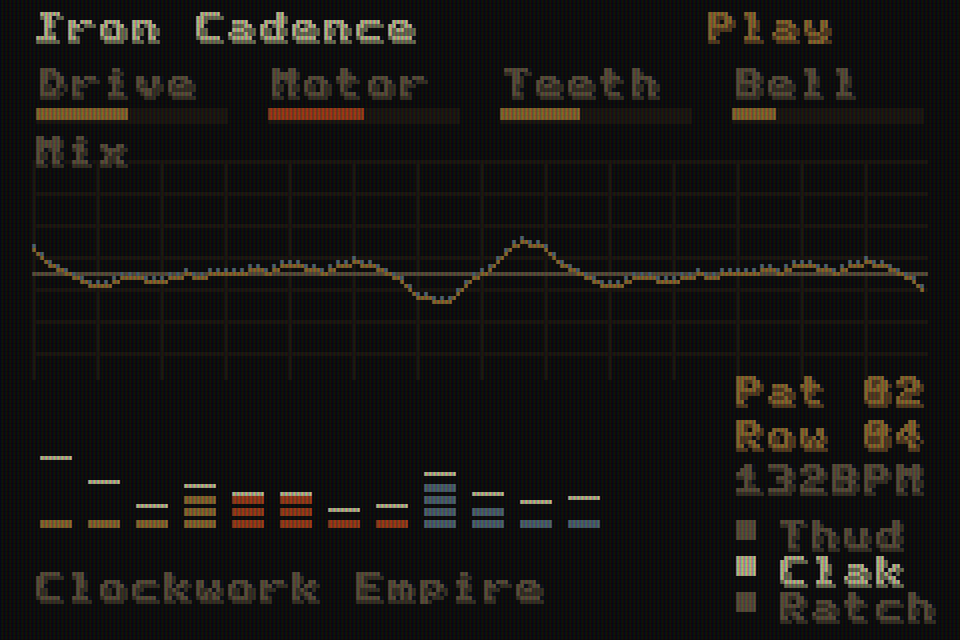 Iron Cadence Play
Drive Motor Teeth Bell
Mix
Pat 02
Row 04
132BPM
Thud
Clak
Ratch
Clockwork Empire